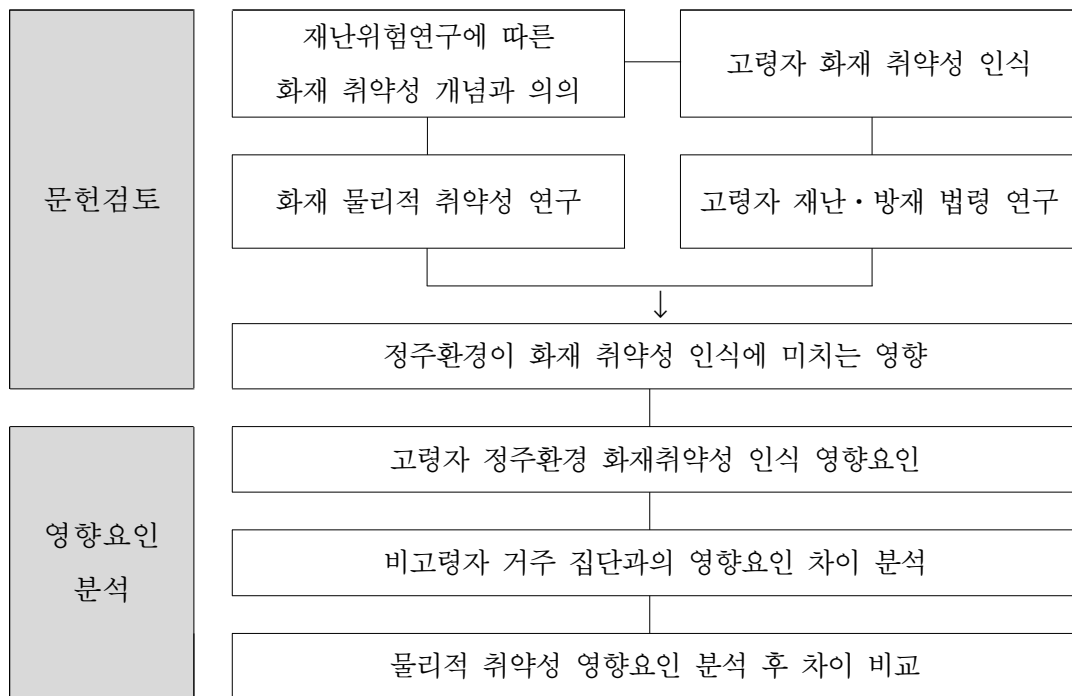 문헌검토
재난위험연구에 따른
화재 취약성 개념과 의의
고령자 화재 취약성 인식
화재 물리적 취약성 연구
고령자 재난・방재 법령 연구
↓
정주환경이 화재 취약성 인식에 미치는 영향
영향요인
분석
고령자 정주환경 화재취약성 인식 영향요인
비고령자 거주 집단과의 영향요인 차이 분석
물리적 취약성 영향요인 분석 후 차이 비교